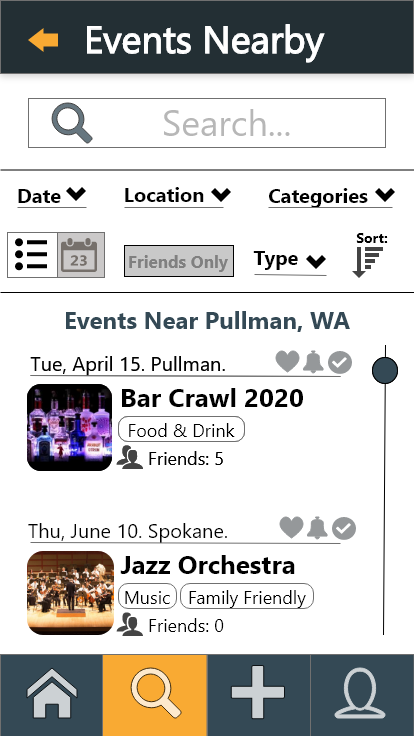 Events Nearby
Search...
Date Location Categories
Sort:
23 Friends Only Type
Events Near Pullman, WA
Tue, April 15. Pullman.
Bar Crawl 2020
Food & Drink
Friends: 5
Thu, June 10. Spokane.
Jazz Orchestra
Music Family Friendly
Friends: 0